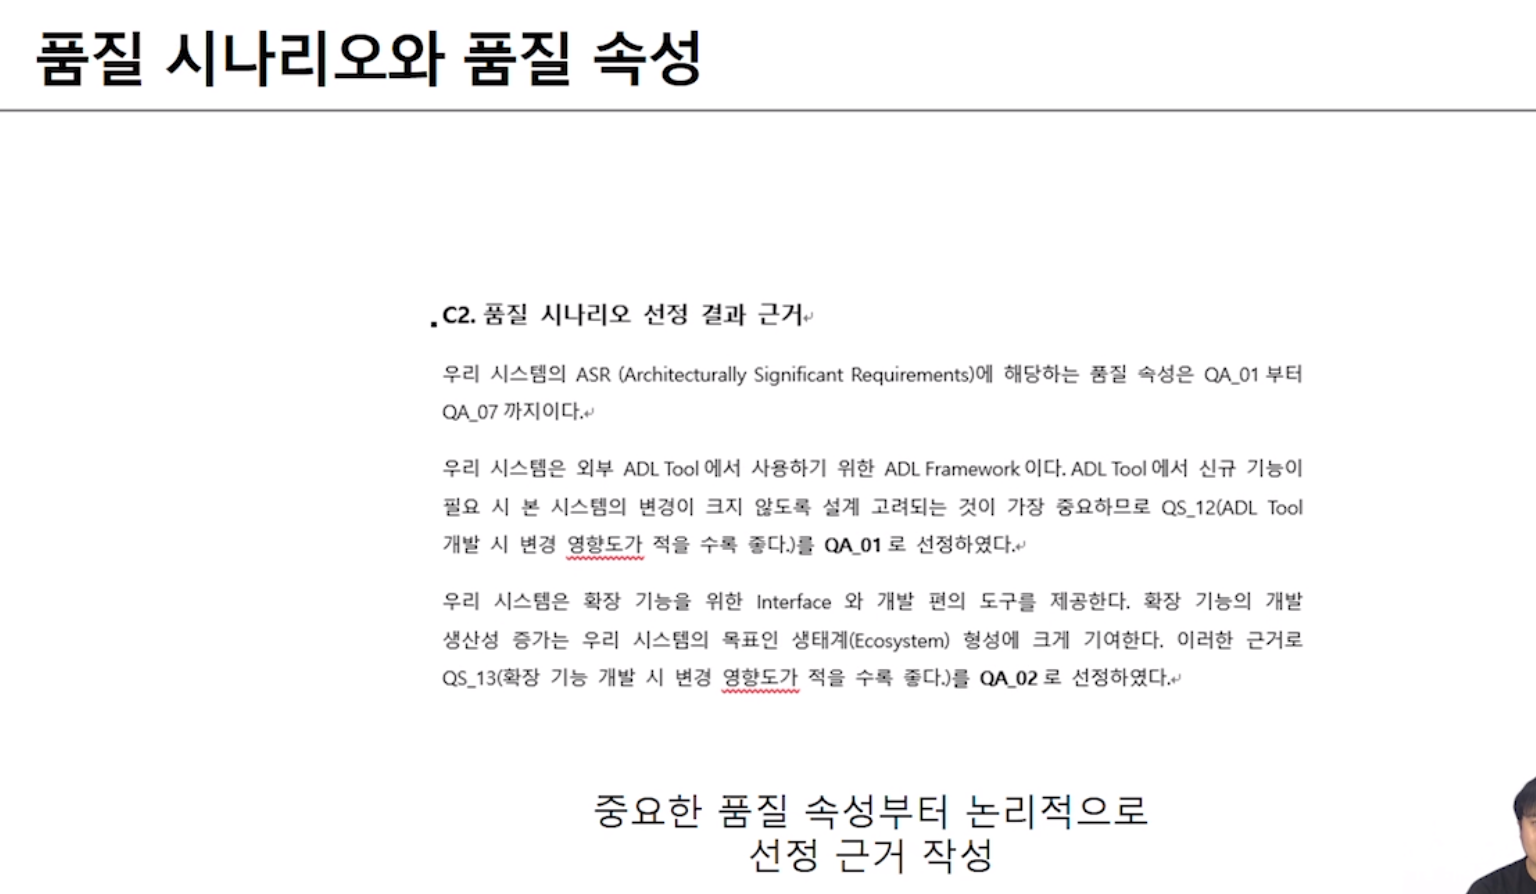 품질 시나리오와 품질 속성
C2. 품질 시나리오 선정 결과 근거
우리 시스템의 ASR (Architecturally Significant Requirements)에 해당하는 품질 속성은 QA_01 부터
QA_07 까지이다.
우리 시스템은 외부 ADL Tool 에서 사용하기 위한 ADL Framework 이다. ADL Tool 에서 신규 기능이
필요 시 본 시스템의 변경이 크지 않도록 설계 고려되는 것이 가장 중요하므로 QS_12(ADL Tool
개발 시 변경 영향도가 적을 수록 좋다.)를 QA_01 로 선정하였다.
우리 시스템은 확장 기능을 위한 Interface 와 개발 편의 도구를 제공한다. 확장 기능의 개발
생산성 증가는 우리 시스템의 목표인 생태계(Ecosystem) 형성에 크게 기여한다. 이러한 근거로
QS_13(확장 기능 개발 시 변경 영향도가 적을 수록 좋다.)를 QA_02 로 선정하였다.
중요한 품질 속성부터 논리적으로
선정 근거 작성